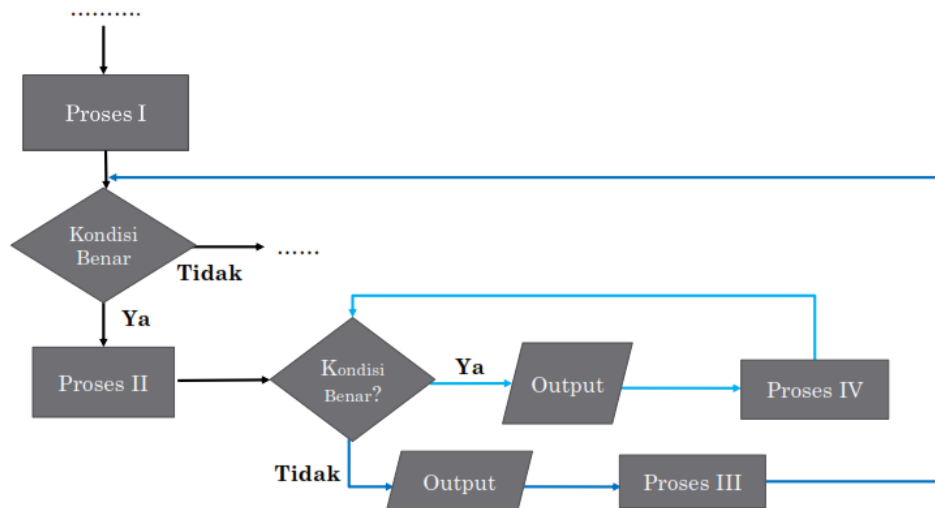 ..........
Proses I
Kondisi
Benar
Tidak
......
Ya
Proses II
Kondisi
Benar?
Ya
Output
Proses IV
Tidak
Output
Proses III